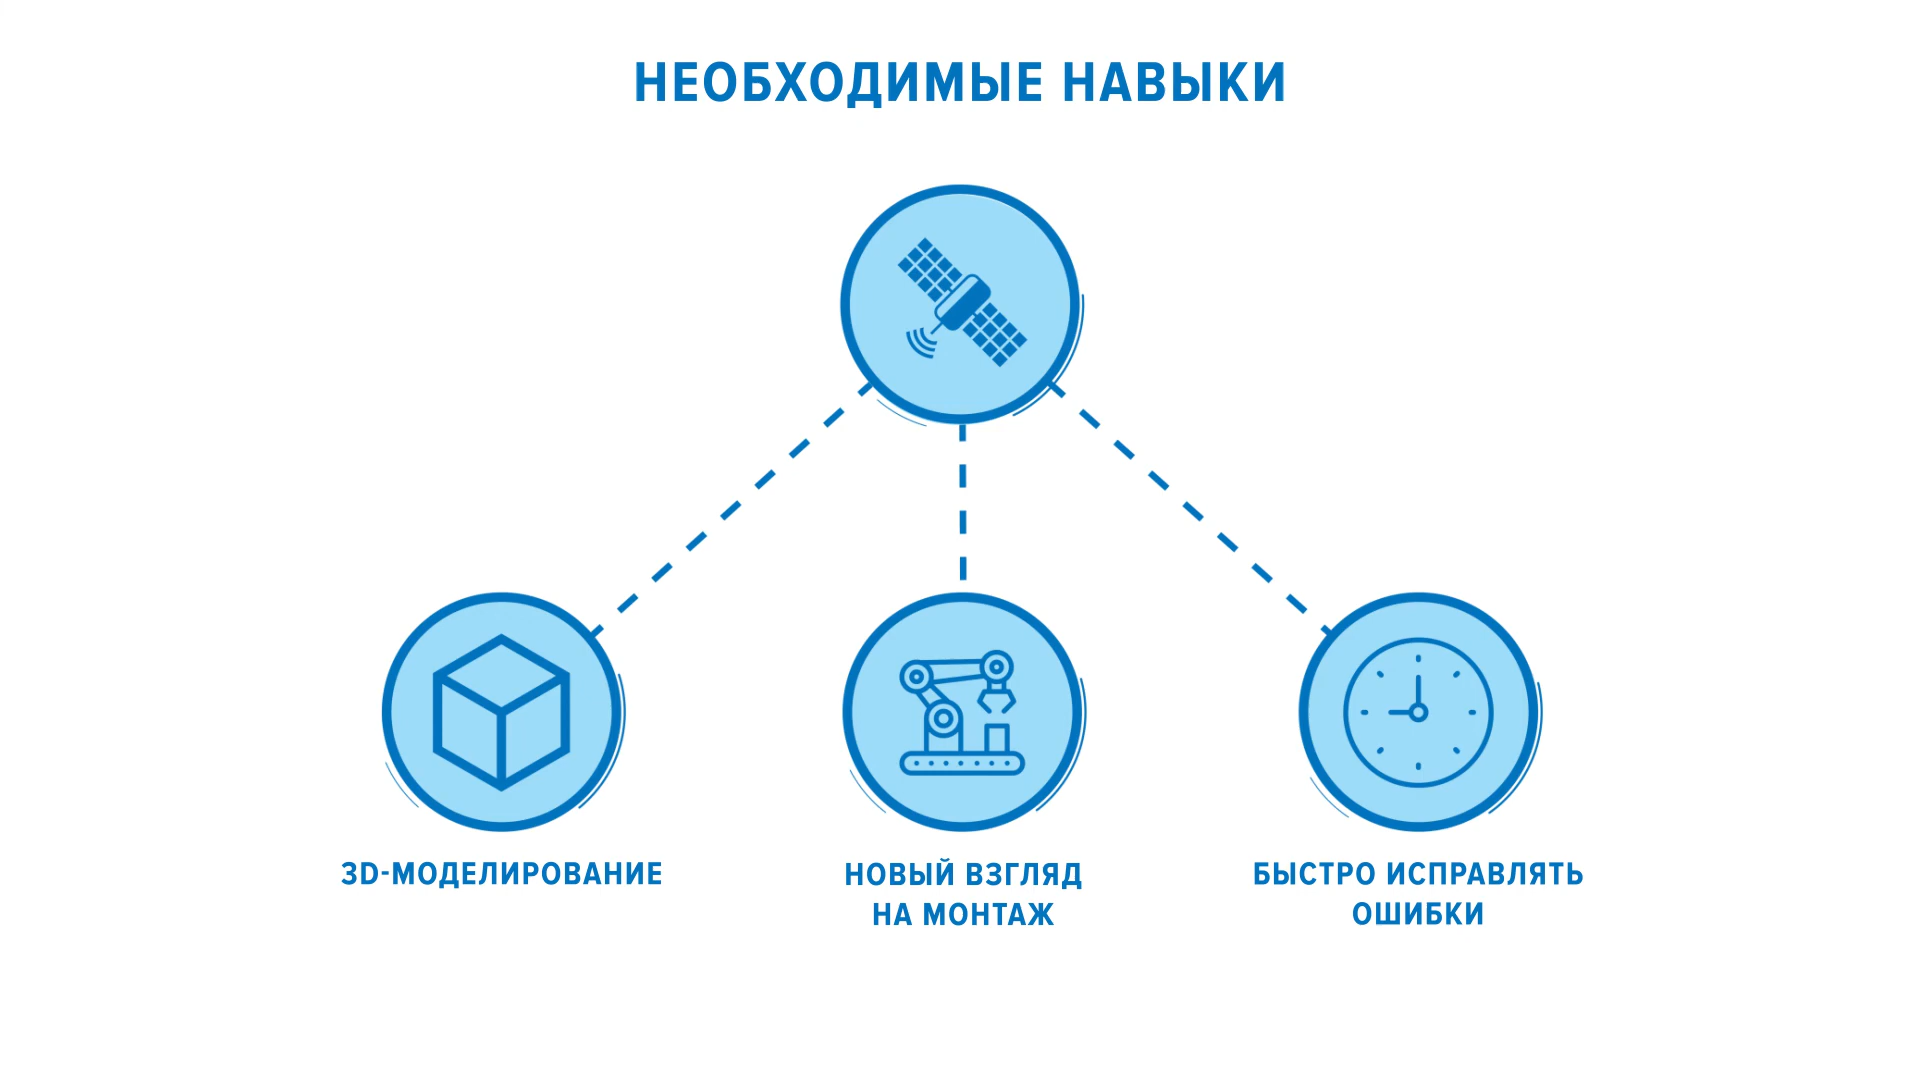 НЕОБХОДИМЫЕ НАВЫКИ
3D-МОДЕЛИРОВАНИЕ
НОВЫЙ ВЗГЛЯД
НА МОНТАЖ
БЫСТРО ИСПРАВЛЯТЬ
ОШИБКИ